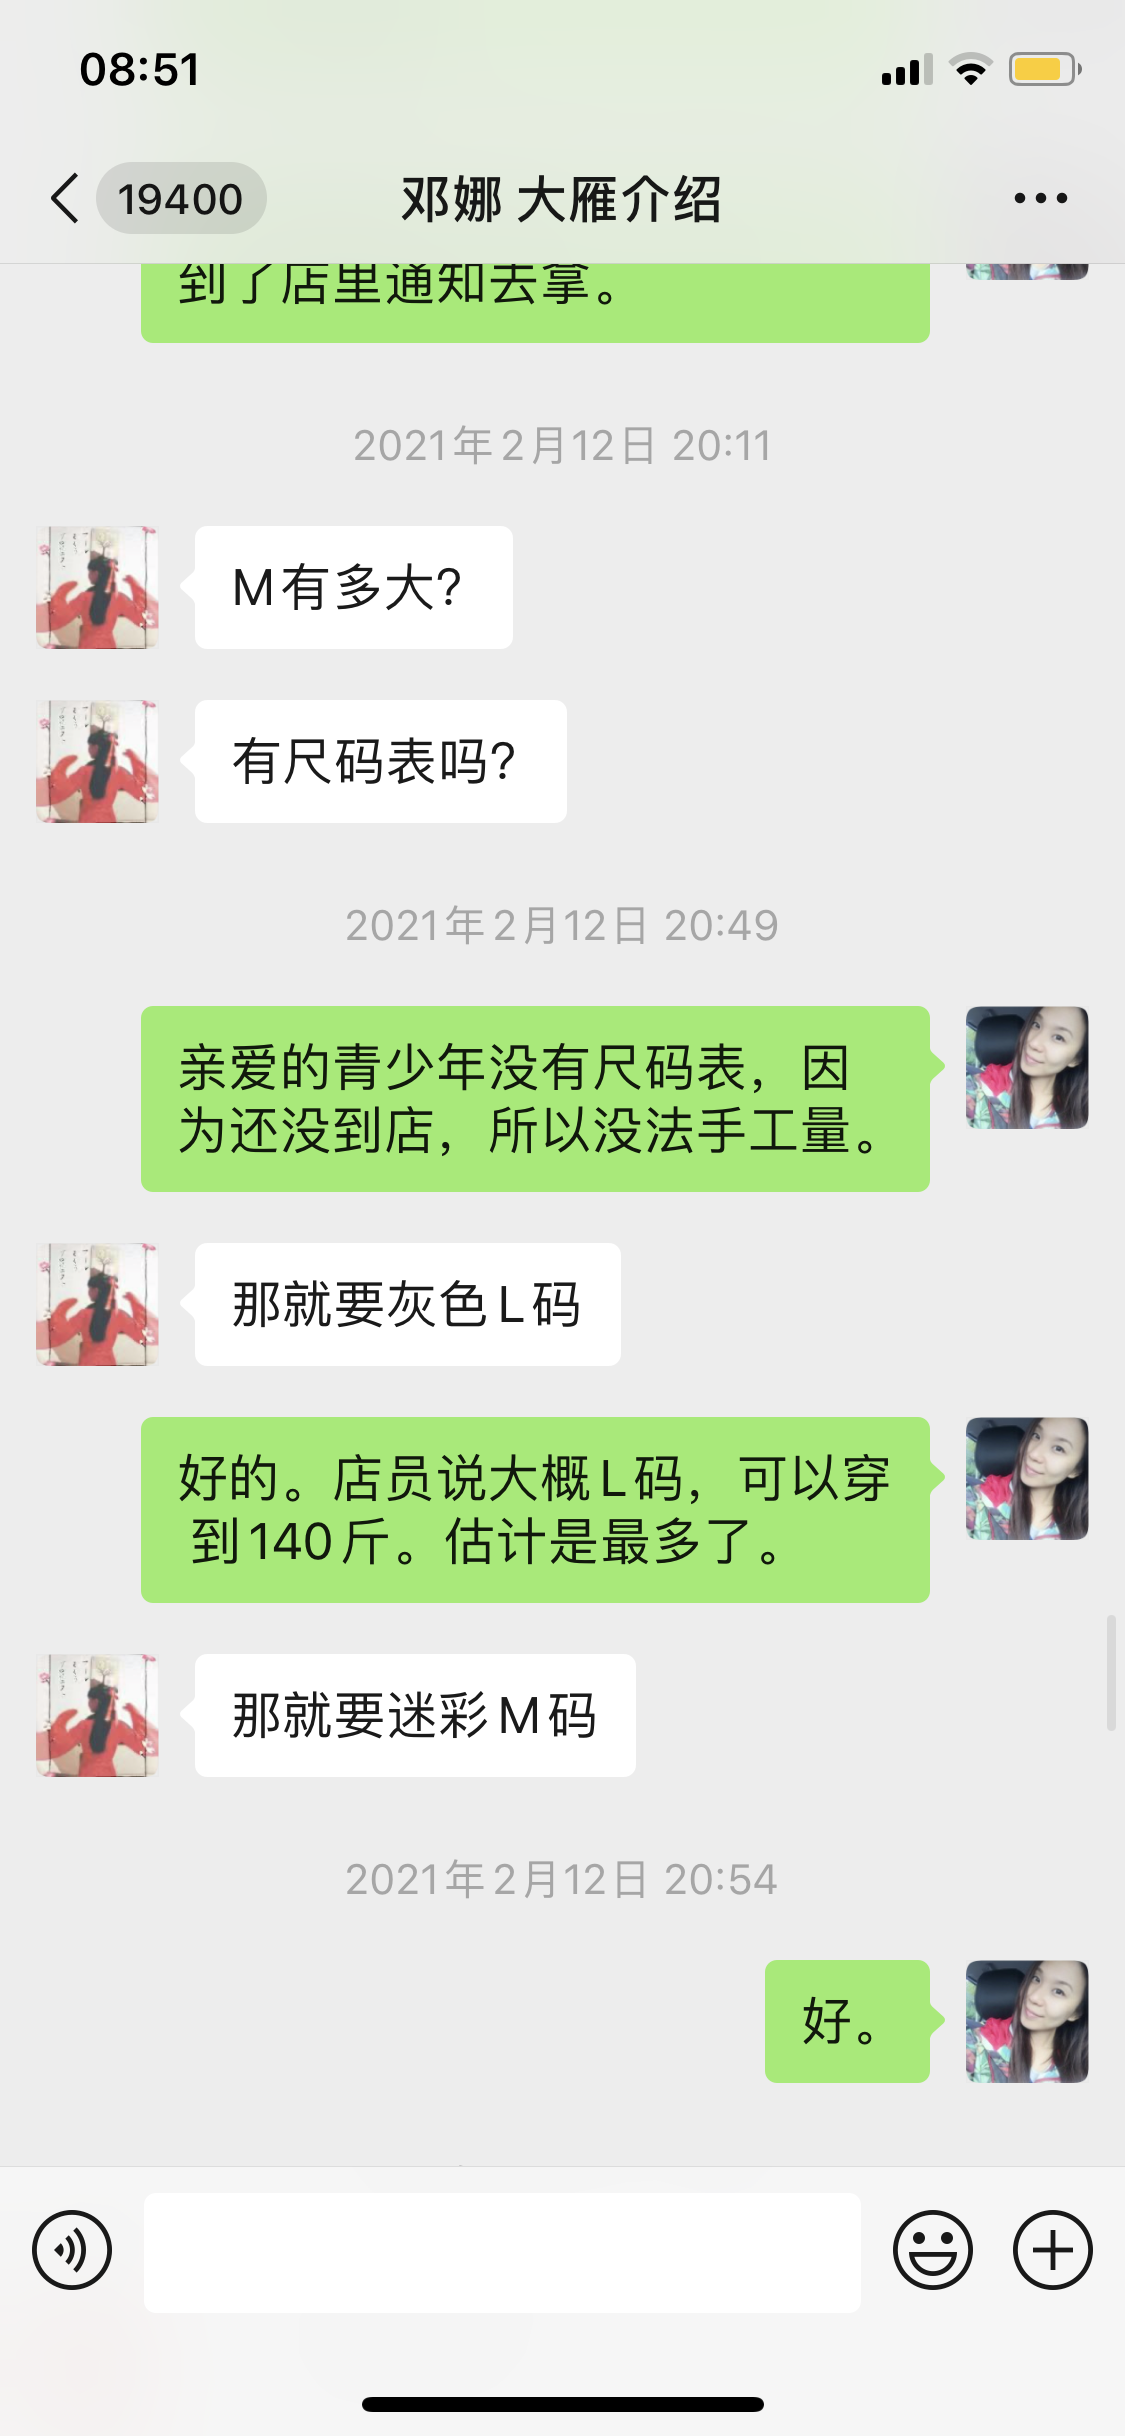 08:51
19400
邓娜 大雁介绍
到了店里通知去拿。
2021年2月12日 20:11
M有多大?
有尺码表吗?
2021年2月12日 20:49
亲爱的青少年没有尺码表，因
为还没到店，所以没法手工量。
那就要灰色L码
好的。店员说大概L码，可以穿
到140斤。估计是最多了。
那就要迷彩M码
2021年2月12日 20:54
好。